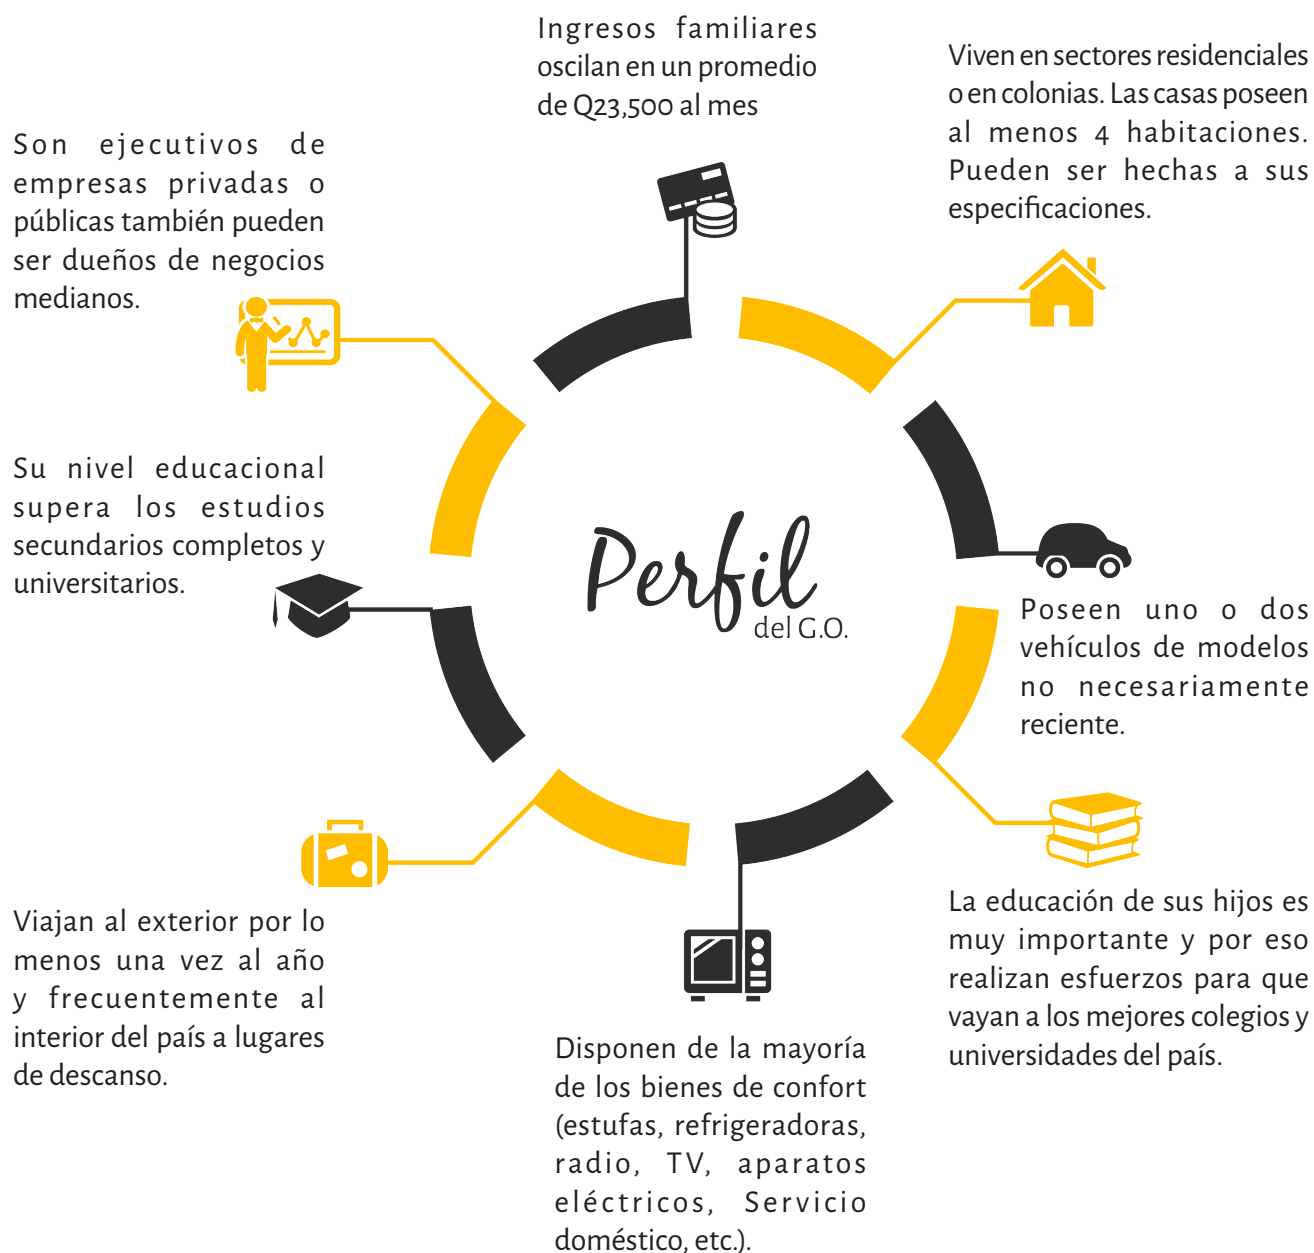 Ingresos familiares
oscilan en un promedio
de Q23,500 al mes
Viven en sectores residenciales
o en colonias. Las casas poseen
al menos 4 habitaciones.
Pueden ser hechas a sus
especificaciones.
Son ejecutivos de
empresas privadas o
públicas también pueden
ser dueños de negocios
medianos.
Su nivel educacional
supera los estudios
secundarios completos y
universitarios.
Perfil
del G.O.
Poseen uno o dos
vehículos de modelos
no necesariamente
reciente.
La educación de sus hijos es
muy importante y por eso
realizan esfuerzos para que
vayan a los mejores colegios y
universidades del país.
Viajan al exterior por lo
menos una vez al año
y frecuentemente al
interior del país a lugares
de descanso.
Disponen de la mayoría
de los bienes de confort
(estufas, refrigeradoras,
radio, TV, aparatos
eléctricos, Servicio
doméstico, etc.).